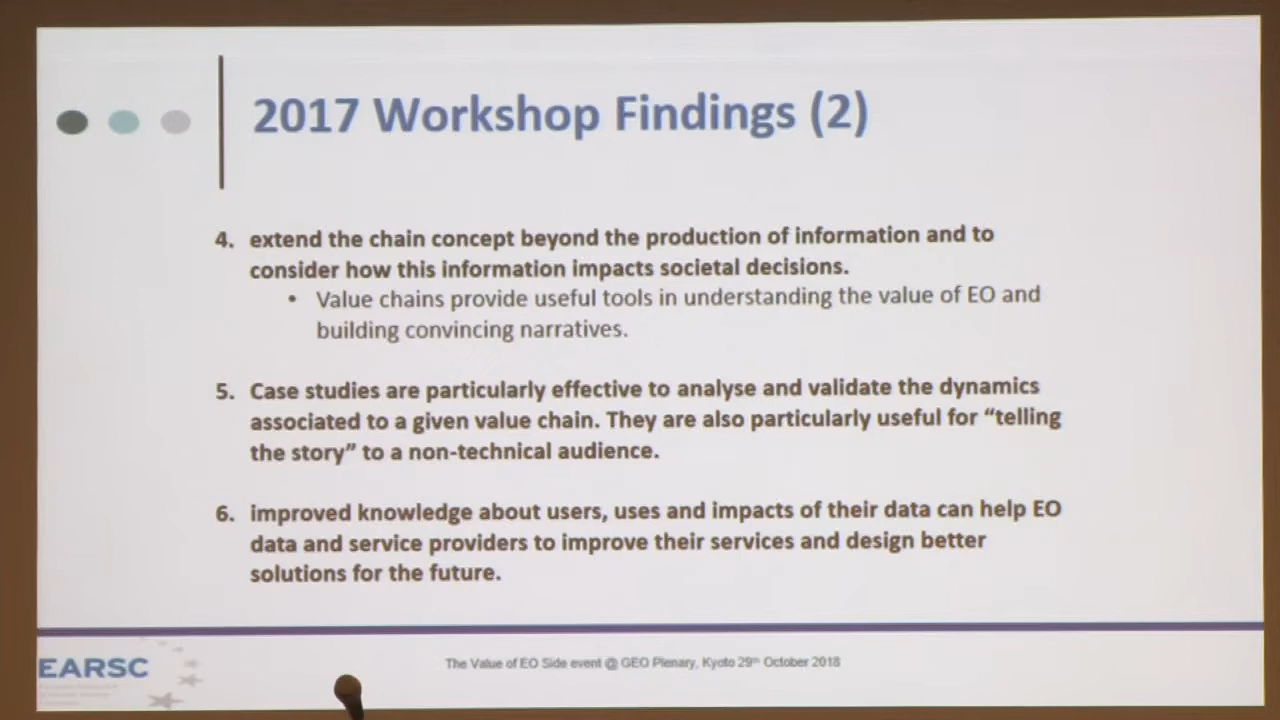 2017 Workshop Findings (2)
4. extend the chain concept beyond the production of information and to
consider how this information impacts societal decisions.
• Value chains provide useful tools in understanding the value of EO and
building convincing narratives.
5. Case studies are particularly effective to analyse and validate the dynamics
associated to a given value chain. They are also particularly useful for “telling
the story” to a non-technical audience.
6. improved knowledge about users, uses and impacts of their data can help EO
data and service providers to improve their services and design better
solutions for the future.
EARSC
The Value of EO Side event @ GEO Plenary, Kyoto 29th October 2018